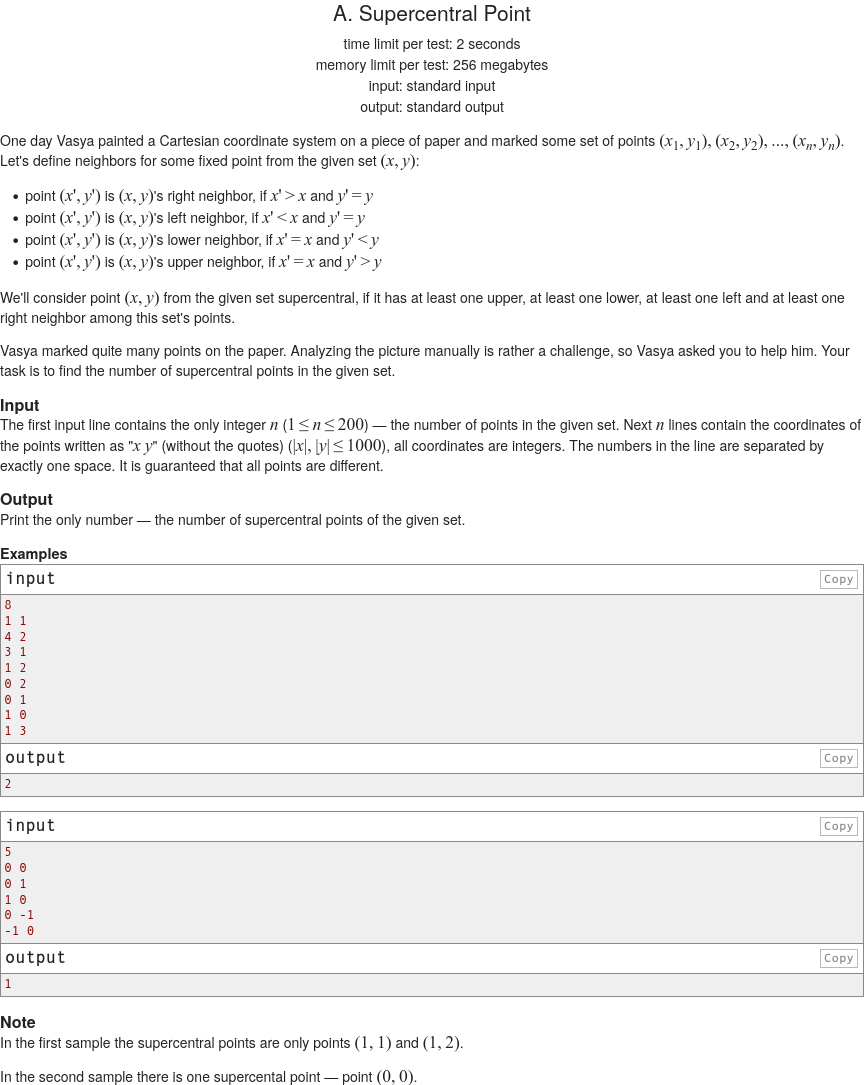 A. Supercentral Point
time limit per test: 2 seconds
memory limit per test: 256 megabytes
input: standard input
output: standard output
One day Vasya painted a Cartesian coordinate system on a piece of paper and marked some set of points (x₁, y₁), (x₂, y₂), ..., (xₙ, yₙ).
Let's define neighbors for some fixed point from the given set (x, y):
• point (x', y') is (x, y)'s right neighbor, if x' > x and y' = y
• point (x', y') is (x, y)'s left neighbor, if x' < x and y' = y
• point (x', y') is (x, y)'s lower neighbor, if x' = x and y' < y
• point (x', y') is (x, y)'s upper neighbor, if x' = x and y' > y
We'll consider point (x, y) from the given set supercentral, if it has at least one upper, at least one lower, at least one left and at least one
right neighbor among this set's points.
Vasya marked quite many points on the paper. Analyzing the picture manually is rather a challenge, so Vasya asked you to help him. Your
task is to find the number of supercentral points in the given set.
Input
The first input line contains the only integer n (1 ≤ n ≤ 200) — the number of points in the given set. Next n lines contain the coordinates of
the points written as "x y" (without the quotes) (|x|, |y| ≤ 1000), all coordinates are integers. The numbers in the line are separated by
exactly one space. It is guaranteed that all points are different.
Output
Print the only number — the number of supercentral points of the given set.
Examples
input Copy
8
1 1
4 2
3 1
1 2
0 2
0 1
1 0
1 3
output Copy
2
input Copy
5
0 0
0 1
1 0
0 -1
-1 0
output Copy
1
Note
In the first sample the supercentral points are only points (1, 1) and (1, 2).
In the second sample there is one supercental point — point (0, 0).